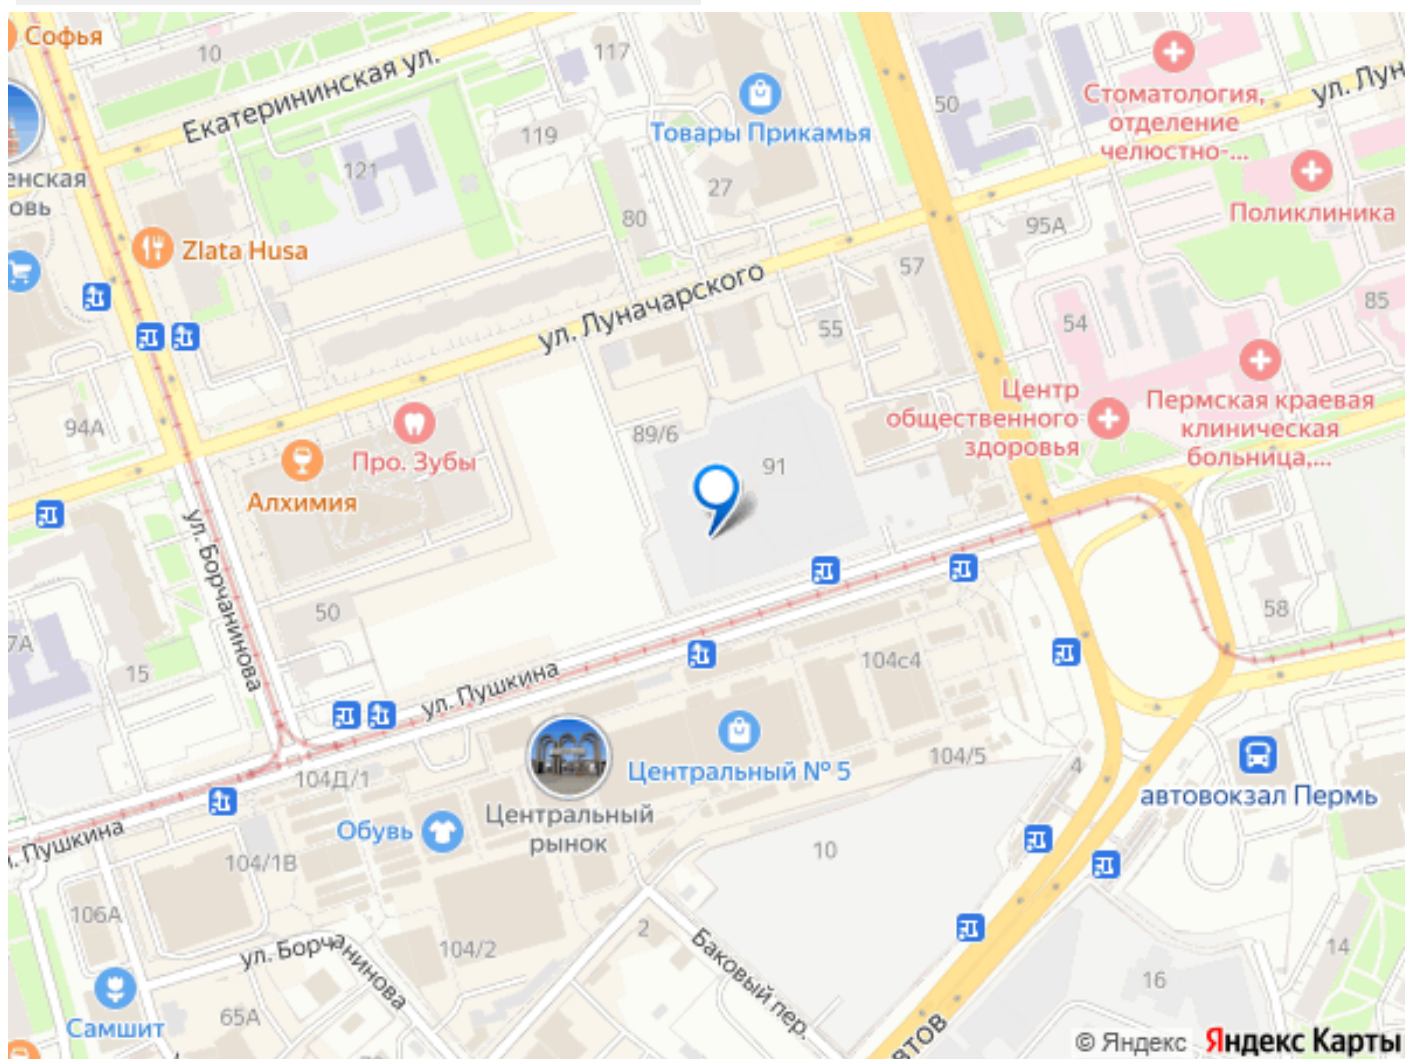 Софья
10
Екатерининская ул.
117
119
121
Товары Прикамья
27
80
50
Стоматология,
отделение
челюстно-...
ул. Лун
Поликлиника
95А
енская
овь
Zlata Husa
57
55
54
85
ул. Луначарского
Центр
общественного
здоровья
Пермская краевая
клиническая
больница,...
94А
89/6
91
Про. Зубы
Алхимия
ул. Борчанинова
50
58
7А
15
ул. Пушкина
104с4
104/5
4
Центральный № 5
автовокзал Пермь
104Д/1
Центральный
рынок
Обувь
. Пушкина
104/1В
10
106А
2
104/2
ул. Борчанинова
Баковый пер.
14
16
65А
Самшит
тов
© Яндекс Яндекс Карты